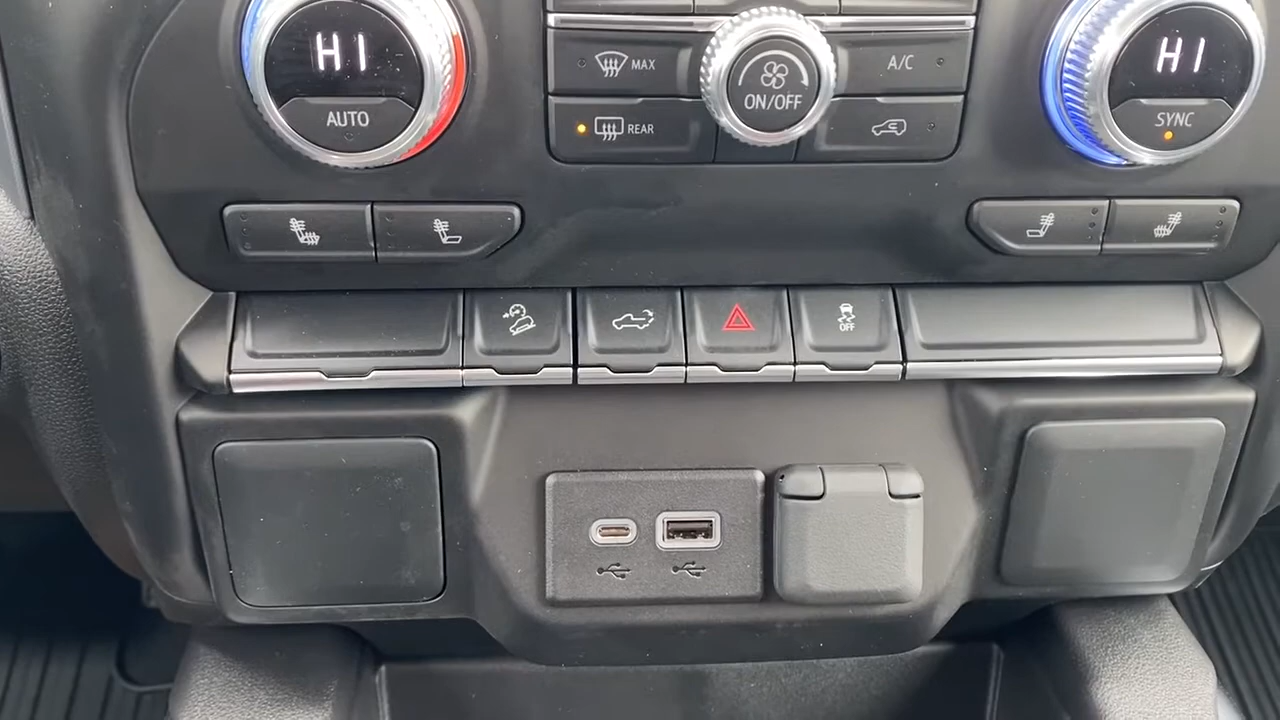 HI
AUTO
MAX
ON/OFF
A/C
REAR
HI
SYNC
OFF